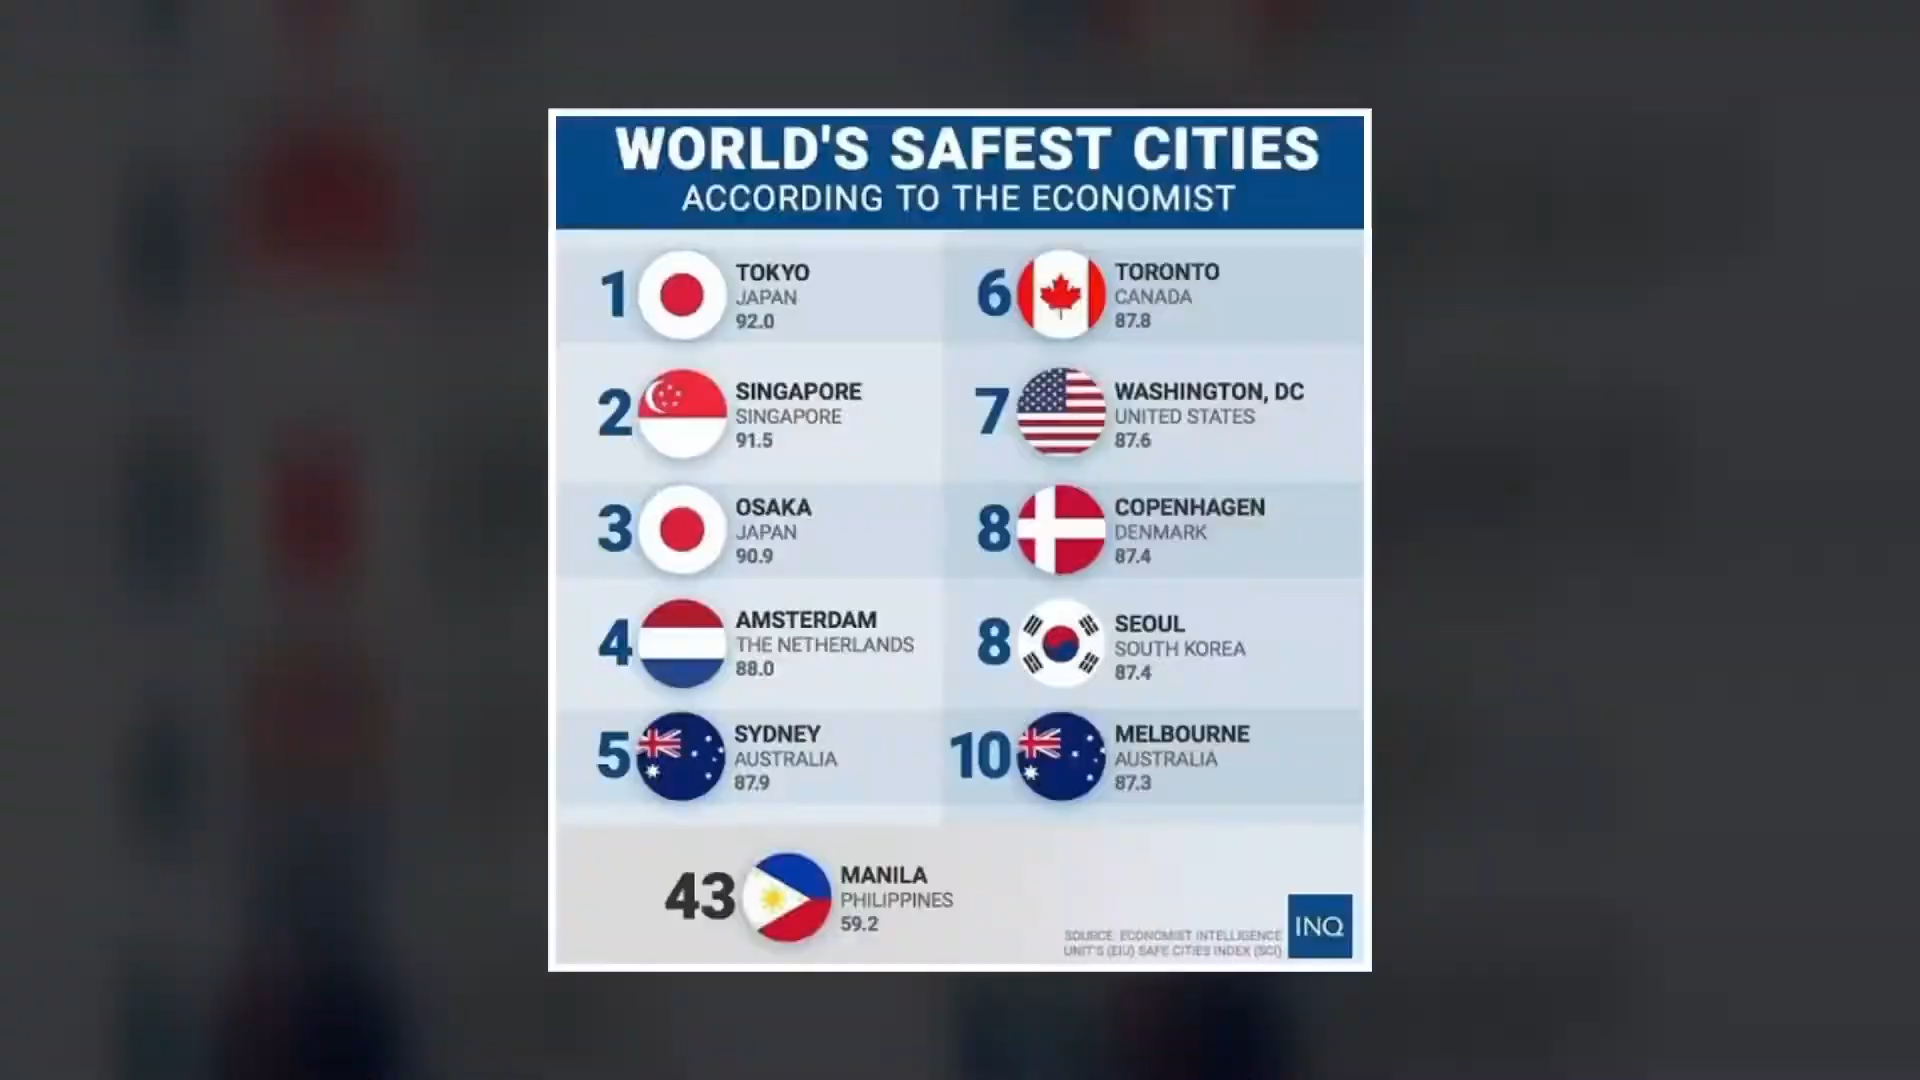 WORLD'S SAFEST CITIES
ACCORDING TO THE ECONOMIST
1
TOKYO
JAPAN
92.0
2
SINGAPORE
SINGAPORE
91.5
3
OSAKA
JAPAN
90.9
4
AMSTERDAM
THE NETHERLANDS
88.0
5
SYDNEY
AUSTRALIA
87.9
6
TORONTO
CANADA
87.8
7
WASHINGTON, DC
UNITED STATES
87.6
8
COPENHAGEN
DENMARK
87.4
8
SEOUL
SOUTH KOREA
87.4
10
MELBOURNE
AUSTRALIA
87.3
43
MANILA
PHILIPPINES
59.2
SOURCE: ECONOMIST INTELLIGENCE
UNIT'S (EIU) SAFE CITIES INDEX (SCI)
INQ